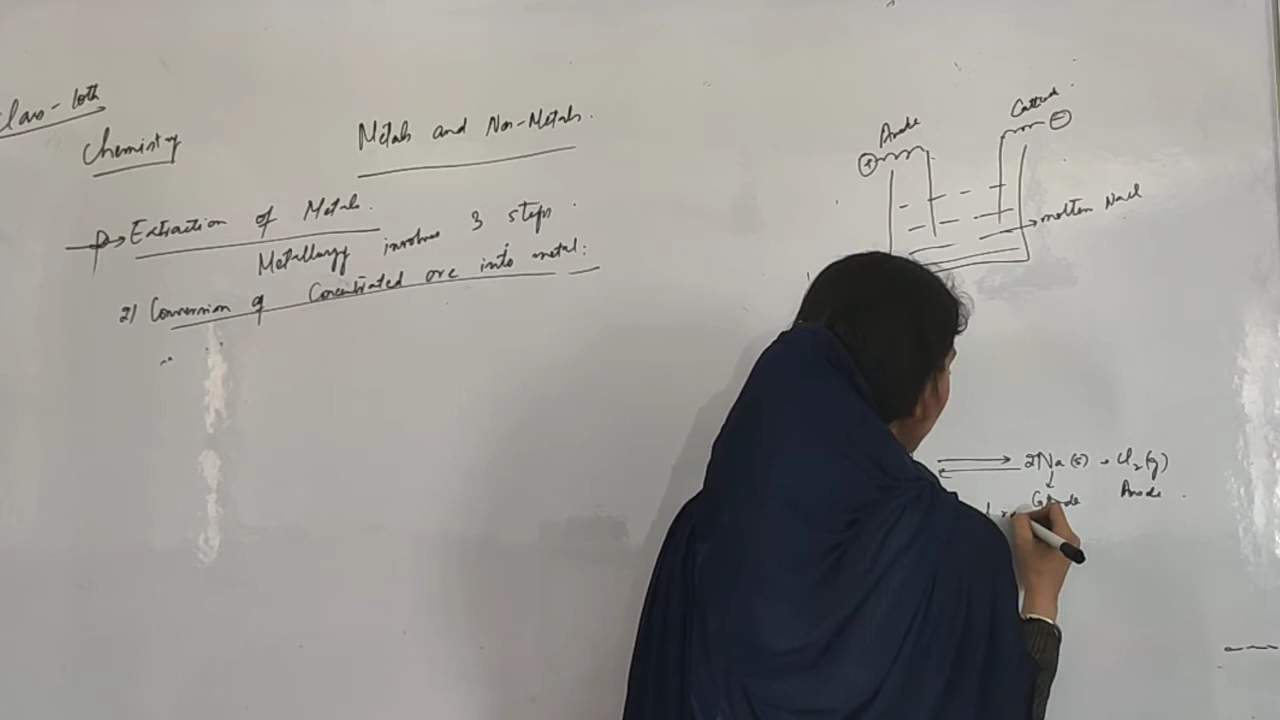 Class - 10th
Chemistry
Metals and Non-Metals.
Extraction of Metals.
Metallurgy involves 3 steps.
2) Conversion of Concentrated ore into metal:
Anode
+
Cathode
-
molten NaCl
2Na(s) + Cl2(g)
Anode